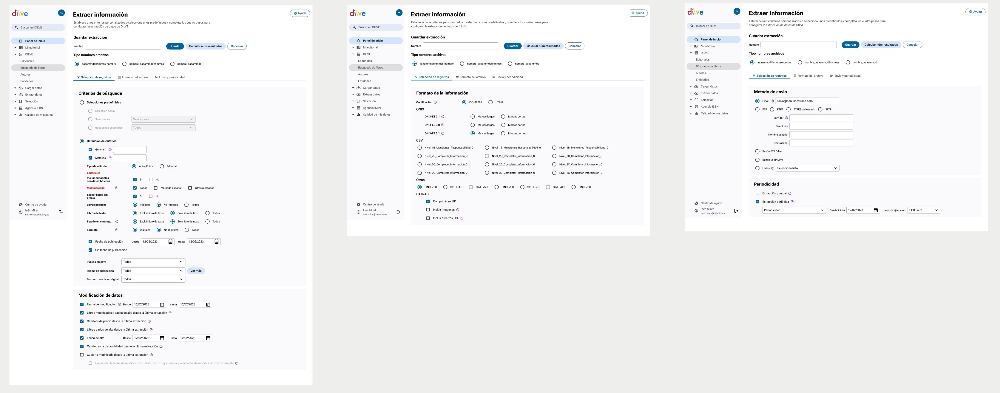 dilve
Buscar en DILVE
Panel de inicio
Mi editorial
DILVE
Editoriales
Búsqueda de libros
Autores
Entidades
Cargar datos
Extraer datos
Selección
Agencia ISBN
Calidad de mis datos
Centro de ayuda
Inés Miret
ines.miret@neturity.es
Extraer información
Ayuda
Establece unos criterios personalizados o selecciona unos predefinidos y completa los cuatro pasos para
configurar la extracción de datos de DILVE.
Guardar extracción
Nombre Guardar Calcular núm.resultados Cancelar
Tipo nombres archivos
aaaammddhhmmss-nombre nombre_aaaammddhhmmss nombre_aaaammdd
Selección de registros Formato del archivo Envío y periodicidad
Criterios de búsqueda
Selecciones predefinidas
Selección actual
Selecciones Selecciones
Búsquedas guardadas Todos
Definición de criterios
General
Materias
Tipo de editorial Autor/Editor Editorial
Editoriales
Incluir editoriales
con datos básicos Sí No
Multimercado Todos Mercado español Otros mercados
Excluir libros sin
precio Sí No
Libros públicos Públicos No Públicos Todos
Libros de texto Excluir libro de texto Solo libro de texto Todos
Estado en catálogo Excluir libro de texto Solo libro de texto Todos
Formato Digitales No Digitales Todos
Fecha de publicación Desde 12/02/2023 Hasta 12/02/2023
Sin fecha de publicación
Público objetivo Todos
Idioma de publicación Todos Ver más
Formato de edición digital Todos
Modificación de datos
Fecha de modificación Desde 12/02/2023 Hasta 12/02/2023
Libros modificados y dados de alta desde la última extracción
Cambios de precio desde la última extracción
Libros dados de alta desde la última extracción
Fecha de alta Desde 12/02/2023 Hasta 12/02/2023
Cambio en la disponibilidad desde la última extracción
Cubierta modificada desde la última extracción
Considerar la fecha de modificación del libro si no hay información de fecha de modificación de la cubierta
dilve
Buscar en DILVE
Panel de inicio
Mi editorial
DILVE
Editoriales
Búsqueda de libros
Autores
Entidades
Cargar datos
Extraer datos
Selección
Agencia ISBN
Calidad de mis datos
Centro de ayuda
Inés Miret
ines.miret@neturity.es
Extraer información
Ayuda
Establece unos criterios personalizados o selecciona unos predefinidos y completa los cuatro pasos para
configurar la extracción de datos de DILVE.
Guardar extracción
Nombre Guardar Calcular núm.resultados Cancelar
Tipo nombres archivos
aaaammddhhmmss-nombre nombre_aaaammddhhmmss nombre_aaaammdd
Selección de registros Formato del archivo Envío y periodicidad
Formato de la información
Codificación ISO-88591 UTF-8
ONIX
ONIX-ES 2.1 Marcas largas Marcas cortas
ONIX-ES 3.0 Marcas largas Marcas cortas
ONIX-ES 3.1 Marcas largas Marcas cortas
CSV
Nivel_1B_Menciones_Responsabilidad_0 Nivel_1B_Menciones_Responsabilidad_0 Nivel_1B_Menciones_Responsabilidad_0
Nivel_2C_Completar_Informacion_0 Nivel_2C_Completar_Informacion_0 Nivel_2C_Completar_Informacion_0
Nivel_2C_Completar_Informacion_0 Nivel_2C_Completar_Informacion_0 Nivel_2C_Completar_Informacion_0
Nivel_2C_Completar_Informacion_0 Nivel_2C_Completar_Informacion_0 Nivel_2C_Completar_Informacion_0
Otros
SINLI v3.0 SINLI v4.0 SINLI v5.0 SINLI v6.0 SINLI v7.0 SINLI v8.0 SINLI v9.0
EXTRAS
Comprimir en ZIP
Incluir imágenes
Incluir archivos PDF
dilve
Buscar en DILVE
Panel de inicio
Mi editorial
DILVE
Editoriales
Búsqueda de libros
Autores
Entidades
Cargar datos
Extraer datos
Selección
Agencia ISBN
Calidad de mis datos
Centro de ayuda
Inés Miret
ines.miret@neturity.es
Extraer información
Ayuda
Establece unos criterios personalizados o selecciona unos predefinidos y completa los cuatro pasos para
configurar la extracción de datos de DILVE.
Guardar extracción
Nombre Guardar Calcular núm.resultados Cancelar
Tipo nombres archivos
aaaammddhhmmss-nombre nombre_aaaammddhhmmss nombre_aaaammdd
Selección de registros Formato del archivo Envío y periodicidad
Método de envío
Email kaixo@banukaestudio.com
FTP FTPS FTPES del usuario SFTP
Servidor
Directorio
Nombre usuario
Contraseña
Buzón FTP Dilve
Buzón SFTP Dilve
Listas Selecciona lista
Periodicidad
Extracción puntual
Extracción periódica
Periodicidad Día de inicio 12/02/2023 Hora de ejecución 11:00 a.m.